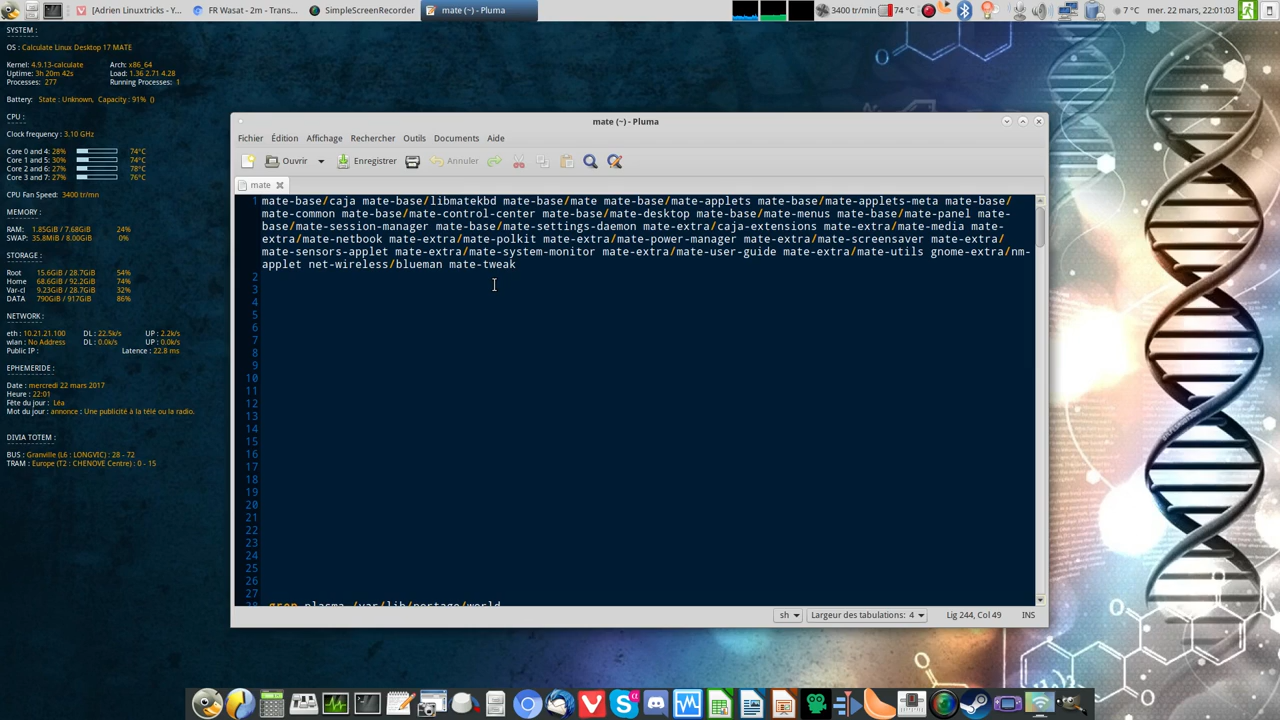 [Adrien Linuxtricks - Y...
FR Wasat - 2m - Trans...
SimpleScreenRecorder
mate (~) - Pluma
3400 tr/min
74 °C
7 °C
mer. 22 mars, 22:01:03
SYSTEM :
OS : Calculate Linux Desktop 17 MATE
Kernel: 4.9.13-calculate Arch: x86_64
Uptime: 3h 20m 42s Load: 1.36 2.71 4.28
Processes: 277 Running Processes: 1
Battery: State : Unknown, Capacity : 91% ()
CPU :
Clock frequency : 3.10 GHz
Core 0 and 4: 28% 74°C
Core 1 and 5: 30% 74°C
Core 2 and 6: 27% 78°C
Core 3 and 7: 27% 76°C
CPU Fan Speed: 3400 tr/mn
MEMORY :
RAM: 1.85GiB / 7.68GiB 24%
SWAP: 35.8MiB / 8.00GiB 0%
STORAGE :
Root 15.6GiB / 28.7GiB 54%
Home 68.6GiB / 92.2GiB 74%
Var-cl 9.23GiB / 28.7GiB 32%
DATA 790GiB / 917GiB 86%
NETWORK :
eth : 10.21.21.100 DL : 22.5k/s UP : 2.2k/s
wlan : No Address DL : 0.0k/s UP : 0.0k/s
Public IP : Latence : 22.8 ms
EPHEMERIDE :
Date : mercredi 22 mars 2017
Heure : 22:01
Fête du jour : Léa
Mot du jour : annonce : Une publicité à la télé ou la radio.
DIVIA TOTEM :
BUS : Granville (L6 : LONGVIC) : 28 - 72
TRAM : Europe (T2 : CHENOVE Centre) : 0 - 15
mate (~) - Pluma
Fichier Édition Affichage Rechercher Outils Documents Aide
Ouvrir Enregistrer Annuler
mate
1 mate-base/caja mate-base/libmatekbd mate-base/mate mate-base/mate-applets mate-base/mate-applets-meta mate-base/
mate-common mate-base/mate-control-center mate-base/mate-desktop mate-base/mate-menus mate-base/mate-panel mate-
base/mate-session-manager mate-base/mate-settings-daemon mate-extra/caja-extensions mate-extra/mate-media mate-
extra/mate-netbook mate-extra/mate-polkit mate-extra/mate-power-manager mate-extra/mate-screensaver mate-extra/
mate-sensors-applet mate-extra/mate-system-monitor mate-extra/mate-user-guide mate-extra/mate-utils gnome-extra/nm-
applet net-wireless/blueman mate-tweak
2
3
4
5
6
7
8
9
10
11
12
13
14
15
16
17
18
19
20
21
22
23
24
25
26
27
28 grep plasma /var/lib/portage/world
sh Largeur des tabulations: 4 Lig 244, Col 49 INS